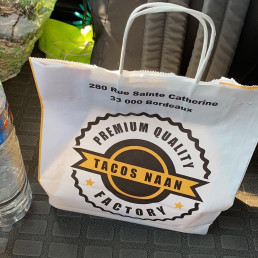 280 Rue Sainte Catherine
33 000 Bordeaux
PREMIUM QUALITY
TACOS NAAN
FACTORY